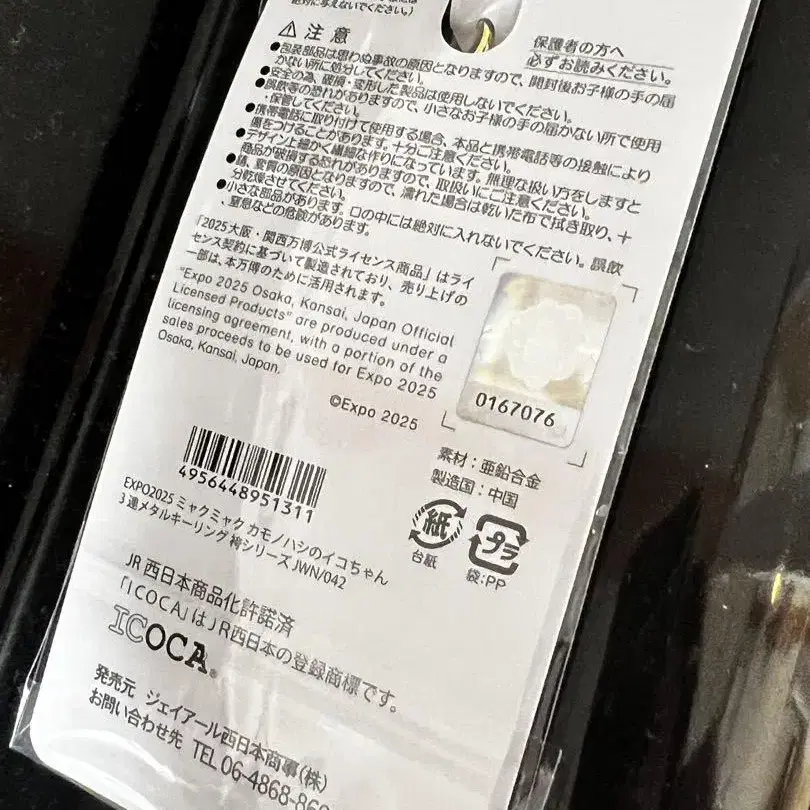 絶対に与えないでください。)
⚠注意
保護者の方へ
必ずお読みください。
●包装部品は思わぬ事故の原因となりますので、開封後お子様の手の届
かない所に処分してください。
●安全の為、破損・変形した製品は使用しないでください。
●誤飲等の恐れがありますので、小さなお子様の手の届かない所で使用
・保管してください。
●携帯電話に取り付けて使用する場合、本品と携帯電話等の接触により
傷をつけることがあります。十分ご注意ください。
●デザイン上細かく繊細な作りになっています。無理な扱い方をしますと
商品が破損する恐れがありますので、取扱いにご注意ください。
●錆、変質の原因となりますので、濡れた場合は乾いた布で拭き取り、十
分乾燥させてください。
●小さな部品があります。口の中には絶対に入れないでください。誤飲
、窒息などの危険があります。
「2025大阪・関西万博公式ライセンス商品」はライ
センス契約に基づいて製造されており、売り上げの
一部は、本万博のために活用されます。
"Expo 2025 Osaka, Kansai, Japan Official
Licensed Products" are produced under a
licensing agreement, with a portion of the
sales proceeds to be used for Expo 2025
Osaka, Kansai, Japan.
©Expo 2025
0167076
素材:亜鉛合金
製造国:中国
紙
台紙
プラ
袋:PP
4956448951311
EXPO2025 ミャクミャク カモノハシのイコちゃん
3連メタルキーリング 袴シリーズ JWN/042
JR西日本商品化許諾済
「ICOCA」はJR西日本の登録商標です。
ICOCA®
発売元 ジェイアール西日本商事(株)
お問い合わせ先 TEL 06-4868-860